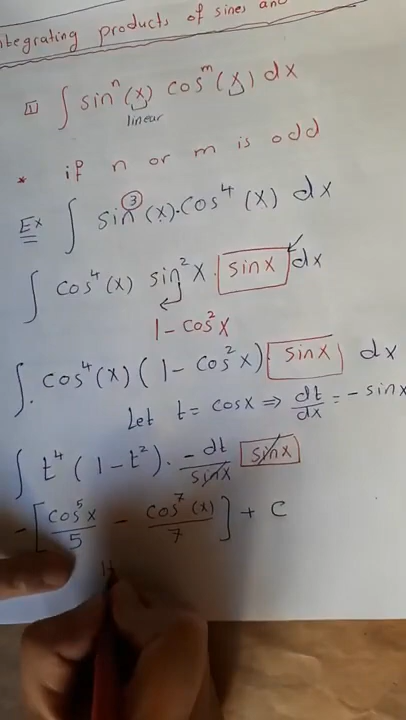 ntegrating products of sines and
1 ∫ sinⁿ(x) cosᵐ(x) dx
linear
* if n or m is odd
Ex ∫ sin³(x).cos⁴(x) dx
∫ cos⁴(x) sin²x . sinx dx
1 - cos²x
∫. cos⁴(x) (1 - cos²x) sinx dx
Let t = cosx ⇒ dt/dx = - sinx
∫ t⁴ (1 - t²) . -dt/sinx sinx
- [cos⁵x/5 - cos⁷(x)/7] + c